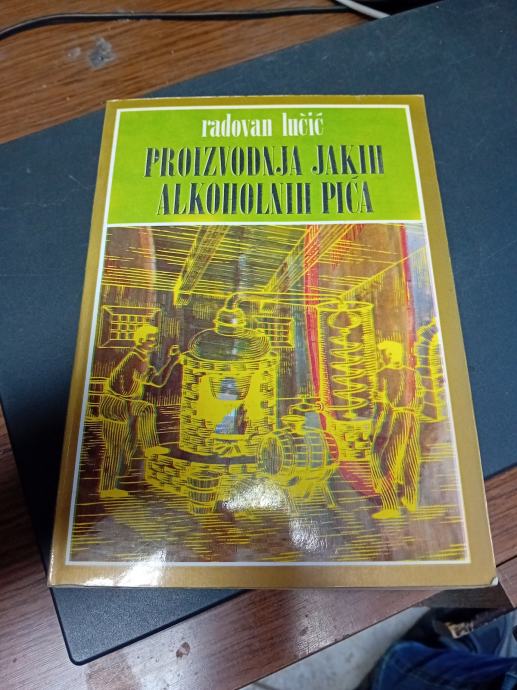 radovan lučić
PROIZVODNJA JAKIH
ALKOHOLNIH PIĆA